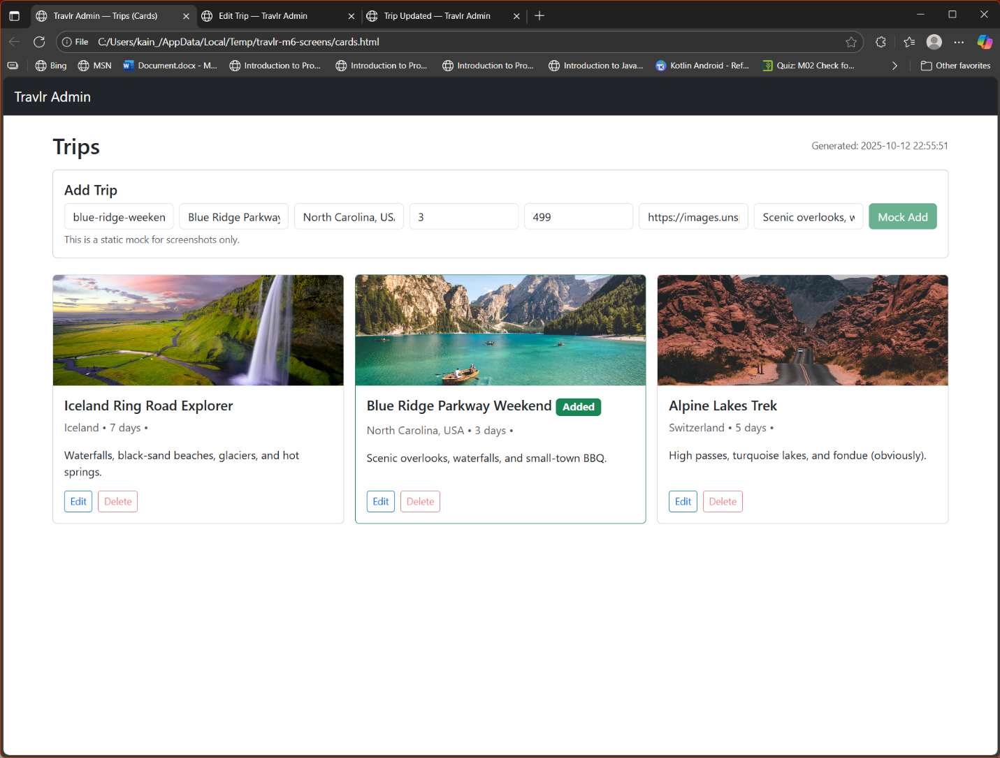 Travlr Admin — Trips (Cards)
Edit Trip — Travlr Admin
Trip Updated — Travlr Admin
File
C:/Users/kain_/AppData/Local/Temp/travlr-m6-screens/cards.html
Bing
MSN
Document.docx - M...
Introduction to Pro...
Introduction to Pro...
Introduction to Pro...
Introduction to Java...
Kotlin Android - Ref...
Quiz: M02 Check fo...
Other favorites
Travlr Admin
Trips
Generated: 2025-10-12 22:55:51
Add Trip
blue-ridge-weeken
Blue Ridge Parkway
North Carolina, USA
3
499
https://images.uns
Scenic overlooks, w
Mock Add
This is a static mock for screenshots only.
Iceland Ring Road Explorer
Iceland • 7 days •
Waterfalls, black-sand beaches, glaciers, and hot
springs.
Edit
Delete
Blue Ridge Parkway Weekend
Added
North Carolina, USA • 3 days •
Scenic overlooks, waterfalls, and small-town BBQ.
Edit
Delete
Alpine Lakes Trek
Switzerland • 5 days •
High passes, turquoise lakes, and fondue (obviously).
Edit
Delete